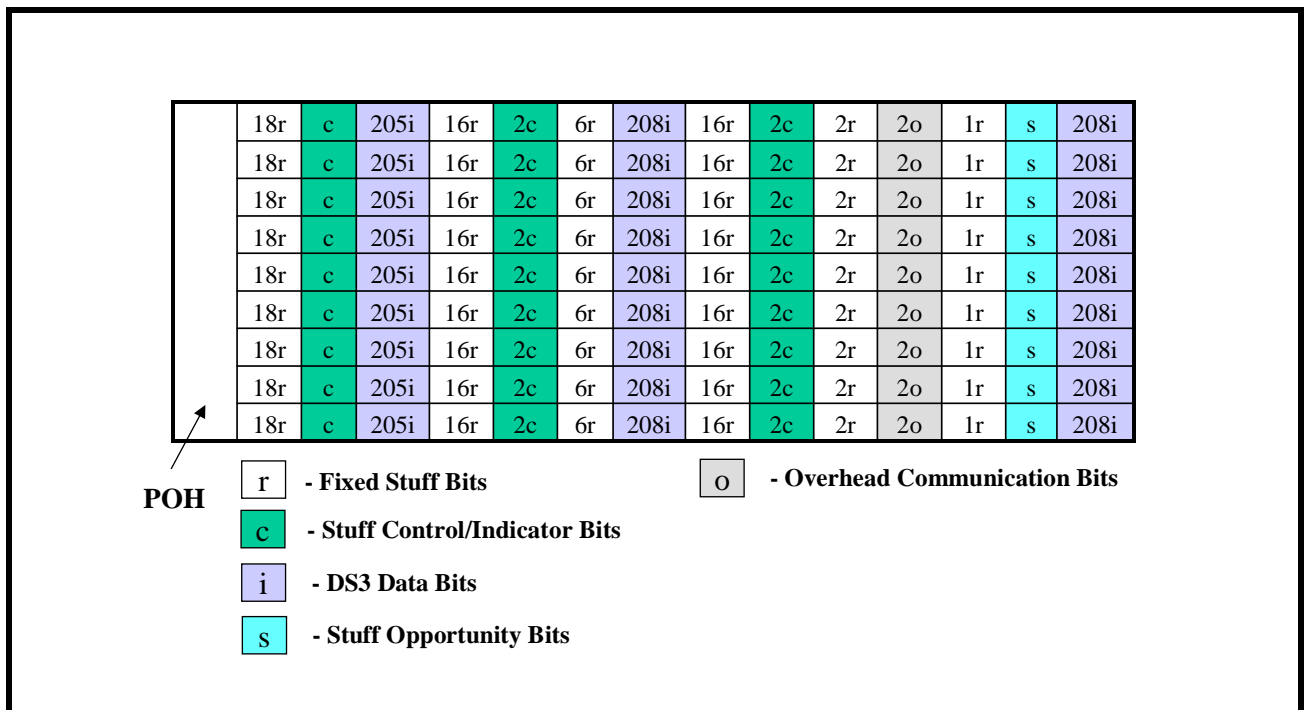 18r c 205i 16r 2c 6r 208i 16r 2c 2r 2o 1r s 208i
18r c 205i 16r 2c 6r 208i 16r 2c 2r 2o 1r s 208i
18r c 205i 16r 2c 6r 208i 16r 2c 2r 2o 1r s 208i
18r c 205i 16r 2c 6r 208i 16r 2c 2r 2o 1r s 208i
18r c 205i 16r 2c 6r 208i 16r 2c 2r 2o 1r s 208i
18r c 205i 16r 2c 6r 208i 16r 2c 2r 2o 1r s 208i
18r c 205i 16r 2c 6r 208i 16r 2c 2r 2o 1r s 208i
18r c 205i 16r 2c 6r 208i 16r 2c 2r 2o 1r s 208i
18r c 205i 16r 2c 6r 208i 16r 2c 2r 2o 1r s 208i
POH
r - Fixed Stuff Bits
o - Overhead Communication Bits
c - Stuff Control/Indicator Bits
i - DS3 Data Bits
s - Stuff Opportunity Bits